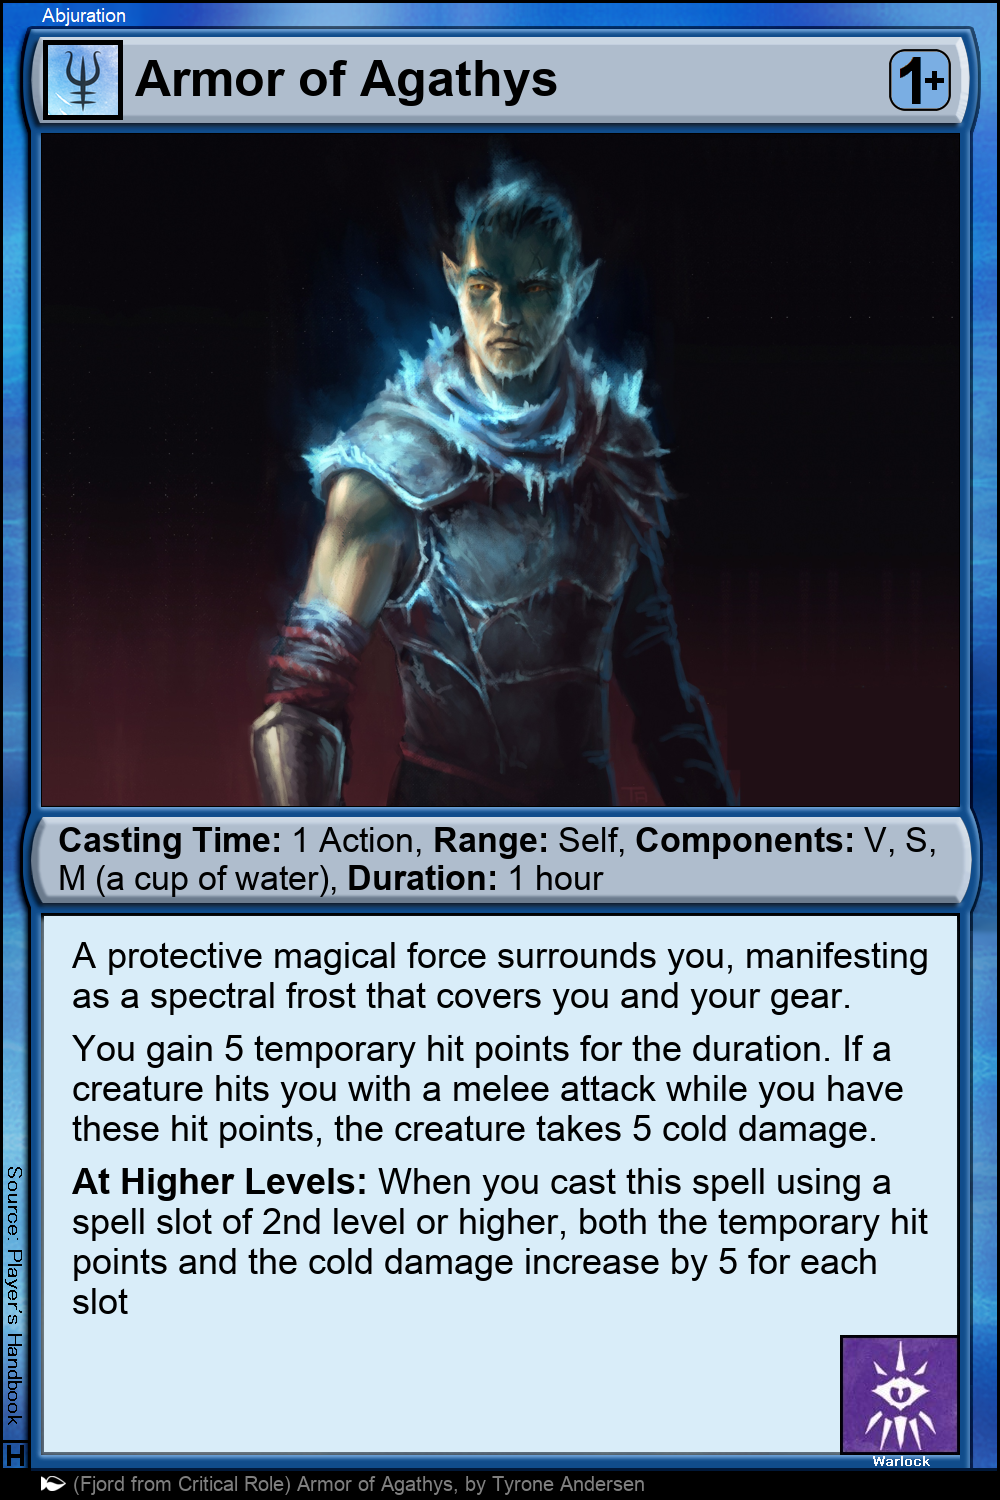 Abjuration
Armor of Agathys
1+
Casting Time: 1 Action, Range: Self, Components: V, S,
M (a cup of water), Duration: 1 hour
A protective magical force surrounds you, manifesting
as a spectral frost that covers you and your gear.
You gain 5 temporary hit points for the duration. If a
creature hits you with a melee attack while you have
these hit points, the creature takes 5 cold damage.
At Higher Levels: When you cast this spell using a
spell slot of 2nd level or higher, both the temporary hit
points and the cold damage increase by 5 for each
slot
Source: Player's Handbook
H
Warlock
(Fjord from Critical Role) Armor of Agathys, by Tyrone Andersen